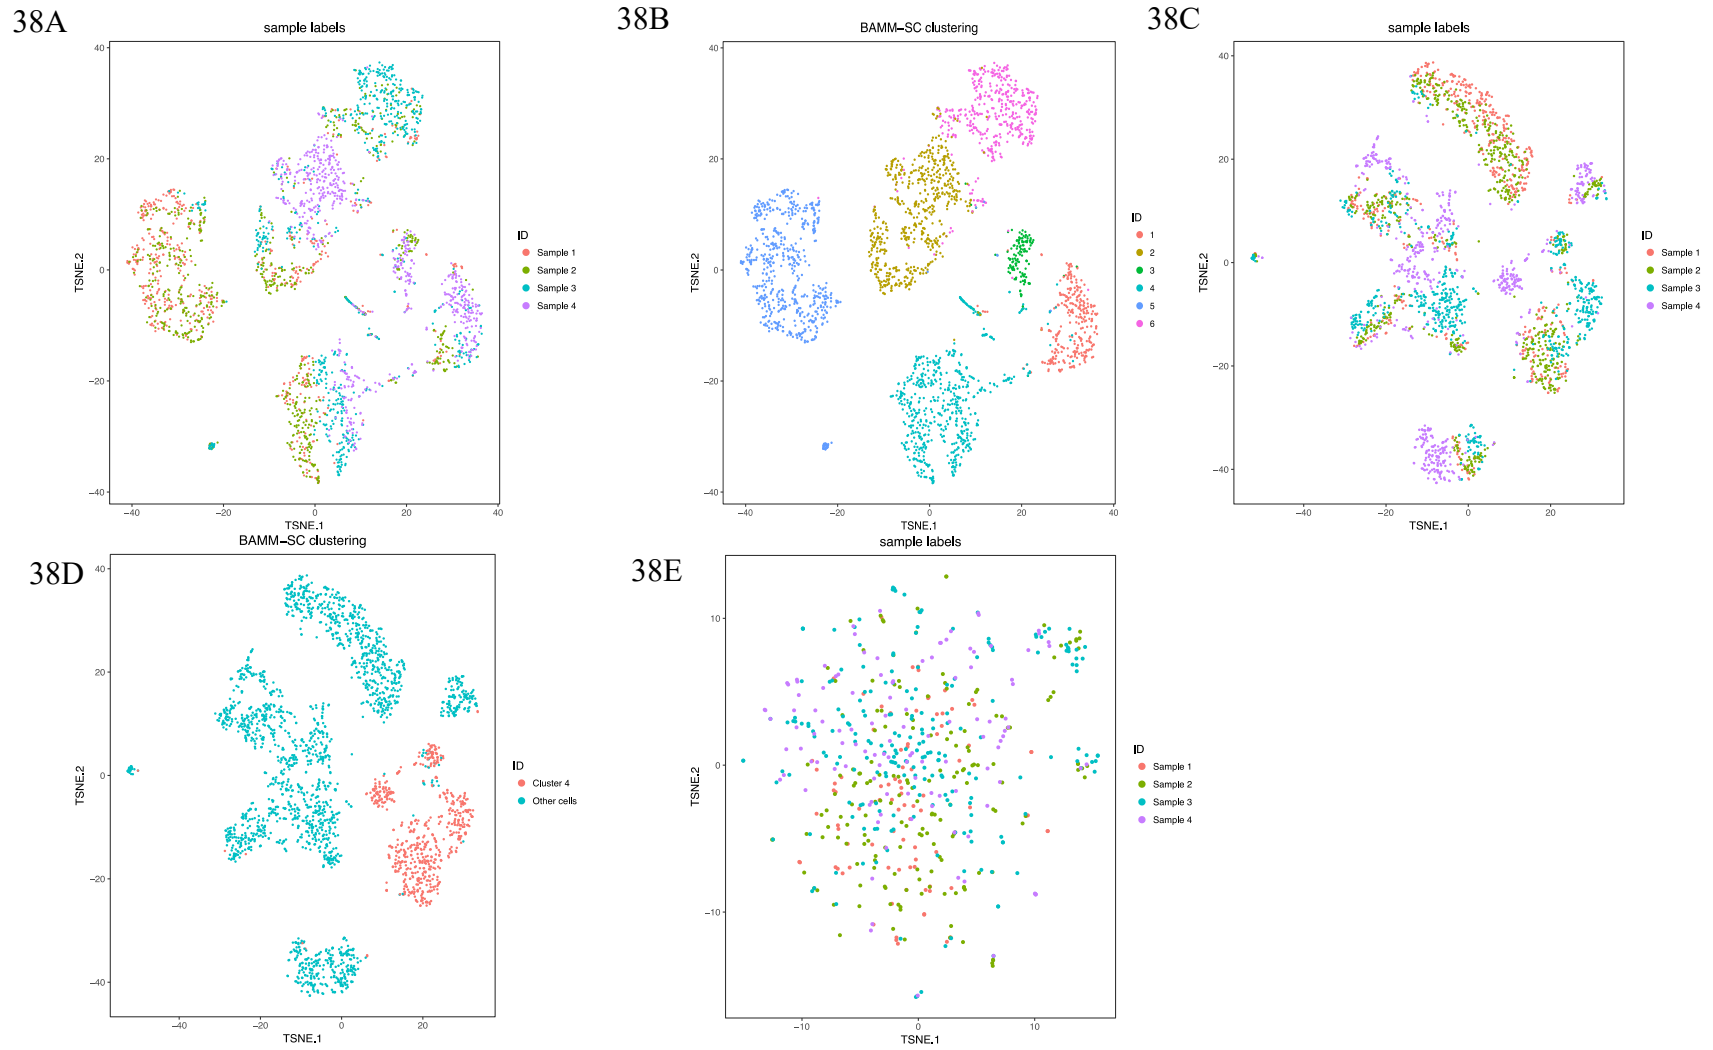 38A
sample labels
40
20
0
−20
−40
TSNE.2
−40
−20
0
20
40
TSNE.1
ID
Sample 1
Sample 2
Sample 3
Sample 4
38B
BAMM−SC clustering
40
20
0
−20
−40
TSNE.2
−40
−20
0
20
40
TSNE.1
ID
1
2
3
4
5
6
38C
sample labels
40
20
0
−20
−40
TSNE.2
−40
−20
0
20
TSNE.1
ID
Sample 1
Sample 2
Sample 3
Sample 4
38D
BAMM−SC clustering
40
20
0
−20
−40
TSNE.2
−40
−20
0
20
TSNE.1
ID
Cluster 4
Other cells
38E
sample labels
10
0
−10
TSNE.2
−10
0
10
TSNE.1
ID
Sample 1
Sample 2
Sample 3
Sample 4